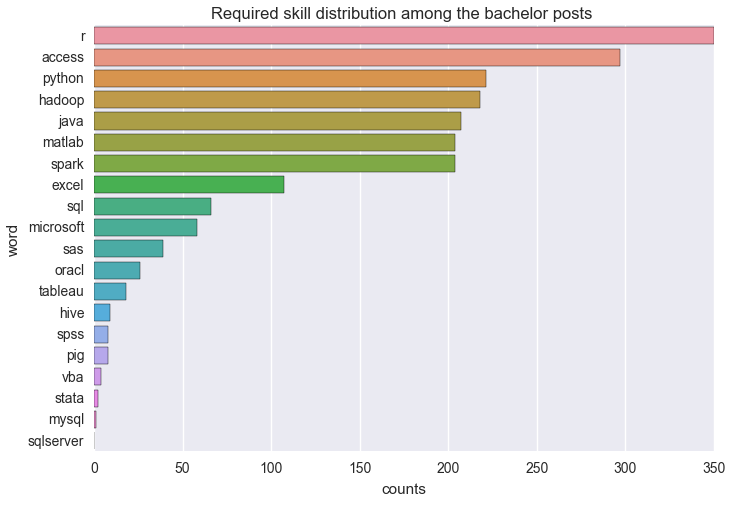 Required skill distribution among the bachelor posts
r
access
python
hadoop
java
matlab
spark
excel
sql
microsoft
sas
oracl
tableau
hive
spss
pig
vba
stata
mysql
sqlserver
word
0 50 100 150 200 250 300 350
counts